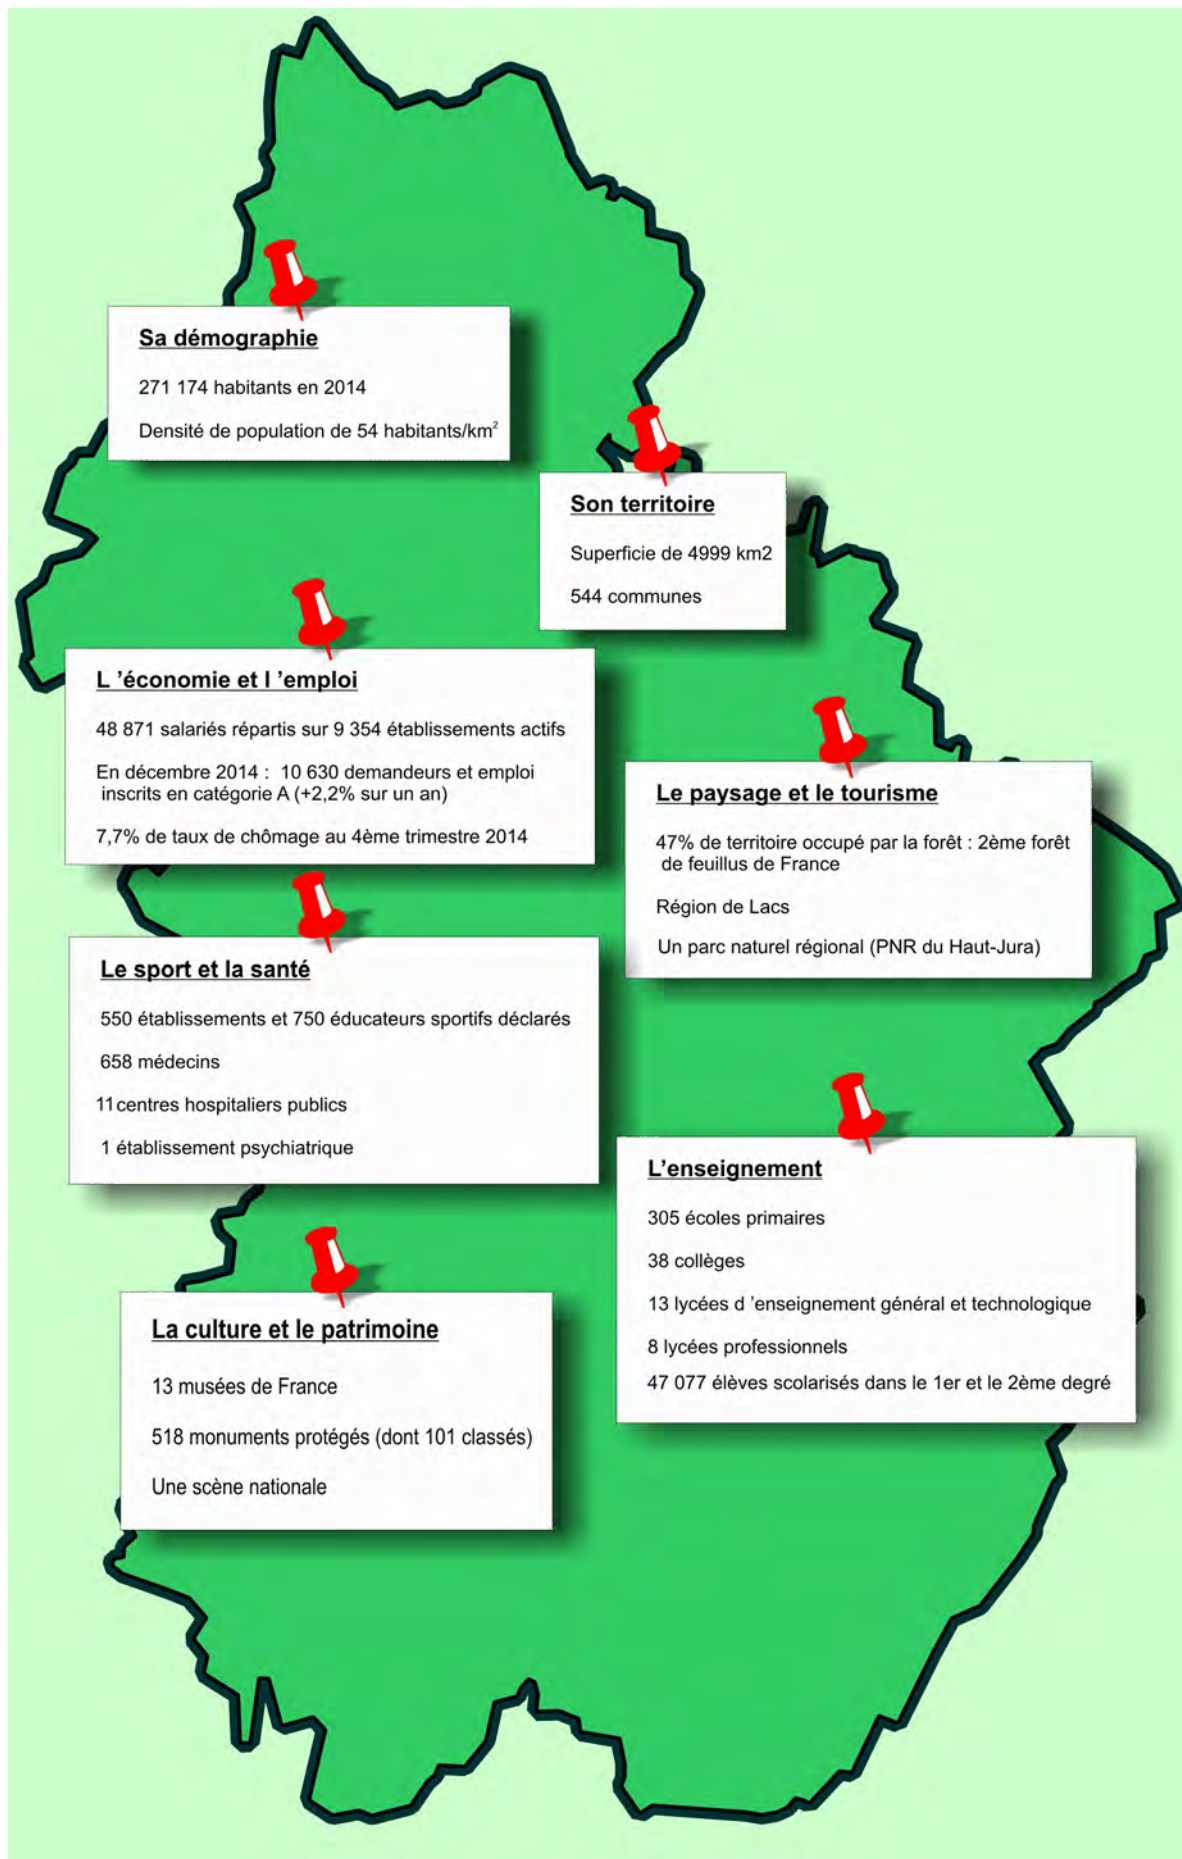 Sa démographie
271 174 habitants en 2014
Densité de population de 54 habitants/km²
Son territoire
Superficie de 4999 km2
544 communes
L 'économie et l 'emploi
48 871 salariés répartis sur 9 354 établissements actifs
En décembre 2014 : 10 630 demandeurs et emploi
inscrits en catégorie A (+2,2% sur un an)
7,7% de taux de chômage au 4ème trimestre 2014
Le paysage et le tourisme
47% de territoire occupé par la forêt : 2ème forêt
de feuillus de France
Région de Lacs
Un parc naturel régional (PNR du Haut-Jura)
Le sport et la santé
550 établissements et 750 éducateurs sportifs déclarés
658 médecins
11 centres hospitaliers publics
1 établissement psychiatrique
L'enseignement
305 écoles primaires
38 collèges
13 lycées d 'enseignement général et technologique
8 lycées professionnels
47 077 élèves scolarisés dans le 1er et le 2ème degré
La culture et le patrimoine
13 musées de France
518 monuments protégés (dont 101 classés)
Une scène nationale